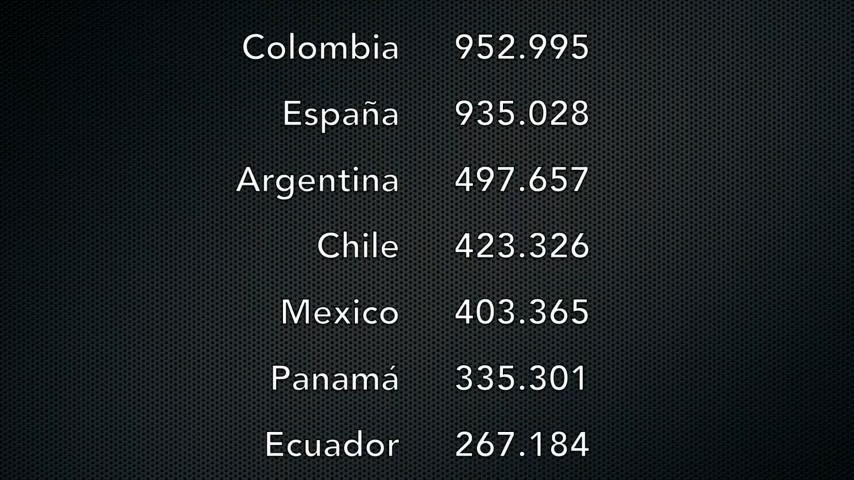 Colombia 952.995
España 935.028
Argentina 497.657
Chile 423.326
Mexico 403.365
Panamá 335.301
Ecuador 267.184